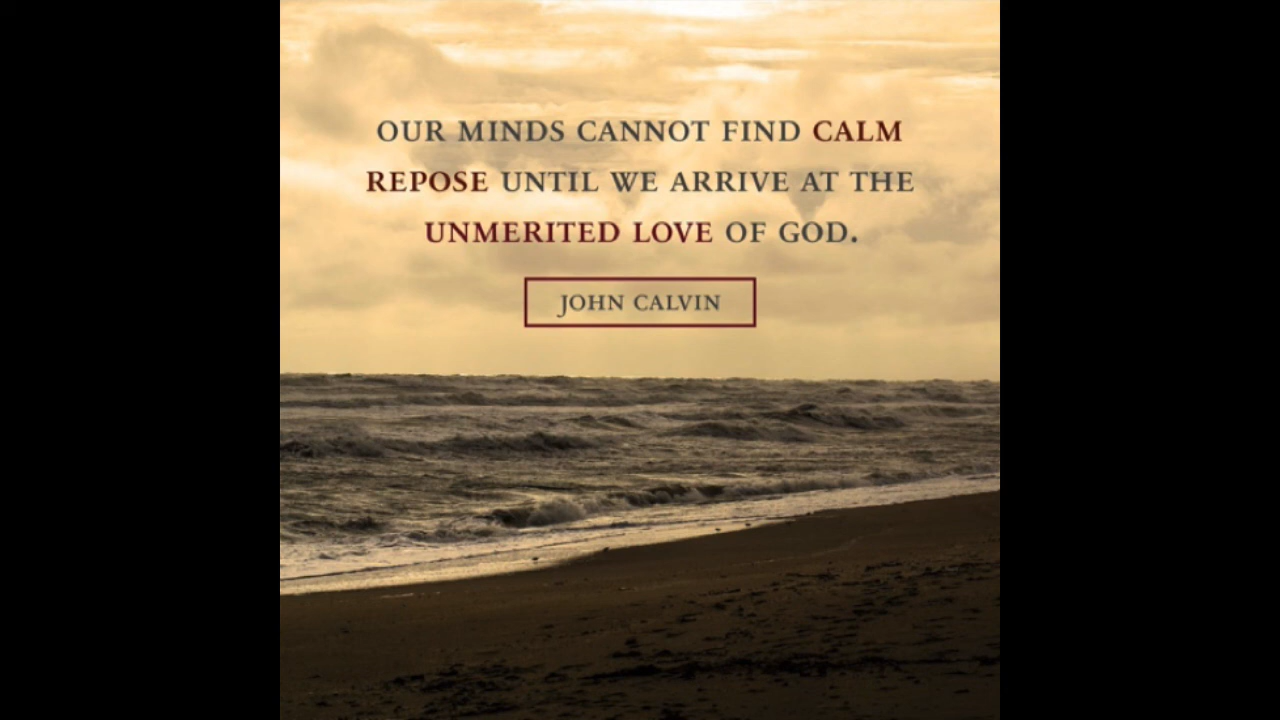 OUR MINDS CANNOT FIND CALM
REPOSE UNTIL WE ARRIVE AT THE
UNMERITED LOVE OF GOD.
JOHN CALVIN